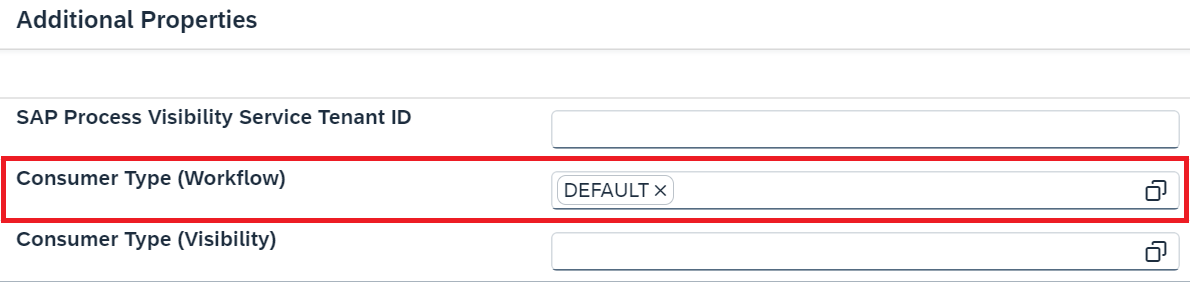 Additional Properties
SAP Process Visibility Service Tenant ID
Consumer Type (Workflow)
DEFAULT
Consumer Type (Visibility)